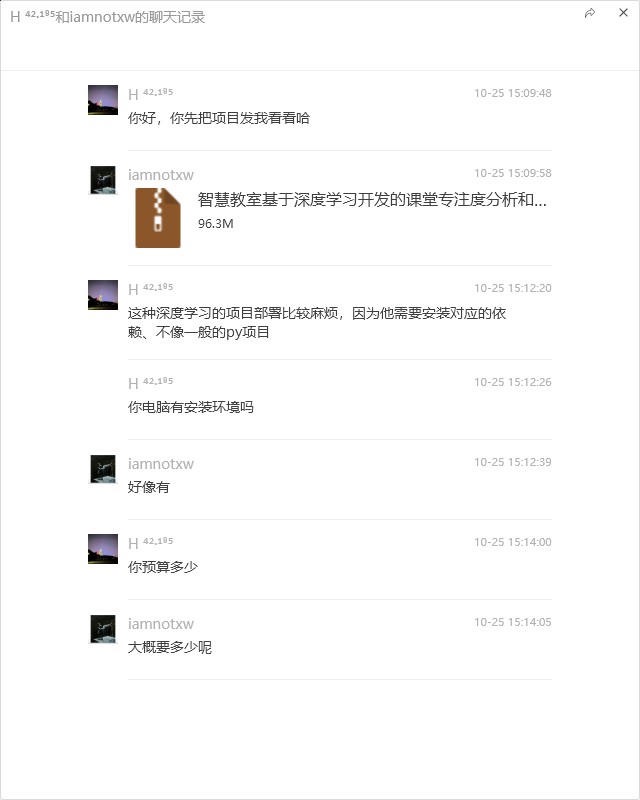 H ⁴²·¹⁹⁵和iamnotxw的聊天记录
H ⁴²·¹⁹⁵
10-25 15:09:48
你好，你先把项目发我看看哈
iamnotxw
10-25 15:09:58
智慧教室基于深度学习开发的课堂专注度分析和...
96.3M
H ⁴²·¹⁹⁵
10-25 15:12:20
这种深度学习的项目部署比较麻烦，因为他需要安装对应的依
赖、不像一般的py项目
H ⁴²·¹⁹⁵
10-25 15:12:26
你电脑有安装环境吗
iamnotxw
10-25 15:12:39
好像有
H ⁴²·¹⁹⁵
10-25 15:14:00
你预算多少
iamnotxw
10-25 15:14:05
大概要多少呢